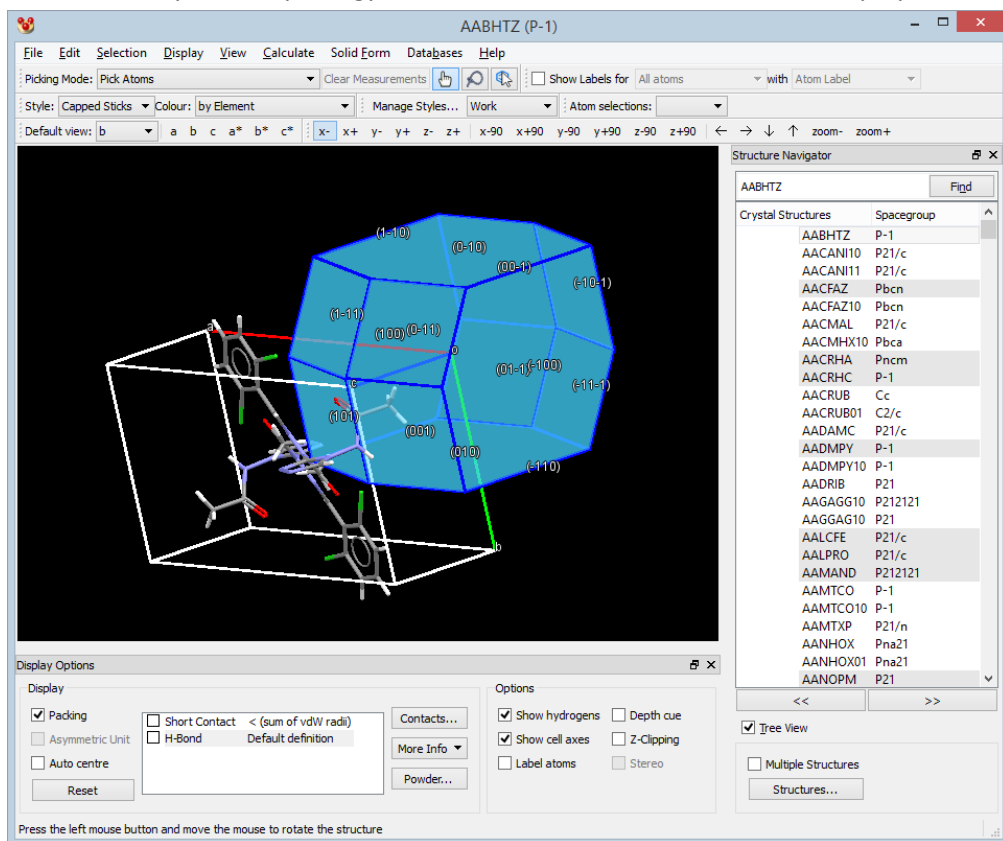 AABHTZ (P-1)
File Edit Selection Display View Calculate Solid Form Databases Help
Picking Mode: Pick Atoms Clear Measurements Show Labels for All atoms with Atom Label
Style: Capped Sticks Colour: by Element Manage Styles... Work Atom selections:
Default view: b a b c a* b* c* x- x+ y- y+ z- z+ x-90 x+90 y-90 y+90 z-90 z+90 ← → ↓ ↑ zoom- zoom+
Structure Navigator
AABHTZ Find
Crystal Structures Spacegroup
AABHTZ P-1
AACANI10 P21/c
AACANI11 P21/c
AACFAZ Pbcn
AACFAZ10 Pbcn
AACMAL P21/c
AACMHX10 Pbca
AACRHA Pncm
AACRHC P-1
AACRUB Cc
AACRUB01 C2/c
AADAMC P21/c
AADMPY P-1
AADMPY10 P-1
AADRIB P21
AAGAGG10 P212121
AAGGAG10 P21
AALCFE P21/c
AALPRO P21/c
AAMAND P212121
AAMTCO P-1
AAMTCO10 P-1
AAMTXP P21/n
AANHOX Pna21
AANHOX01 Pna21
AANOPM P21
<< >>
Tree View
Multiple Structures
Structures...
(1-10)
(0-10)
(00-1)
(-10-1)
(1-11)
(100) (0-11)
a
o
(01-1) (-100)
c
(-11-1)
(101)
(001)
(010)
(-110)
b
Display Options
Display
Packing
Asymmetric Unit
Auto centre
Reset
Short Contact < (sum of vdW radii)
H-Bond Default definition
Contacts...
More Info
Powder...
Options
Show hydrogens Depth cue
Show cell axes Z-Clipping
Label atoms Stereo
Press the left mouse button and move the mouse to rotate the structure